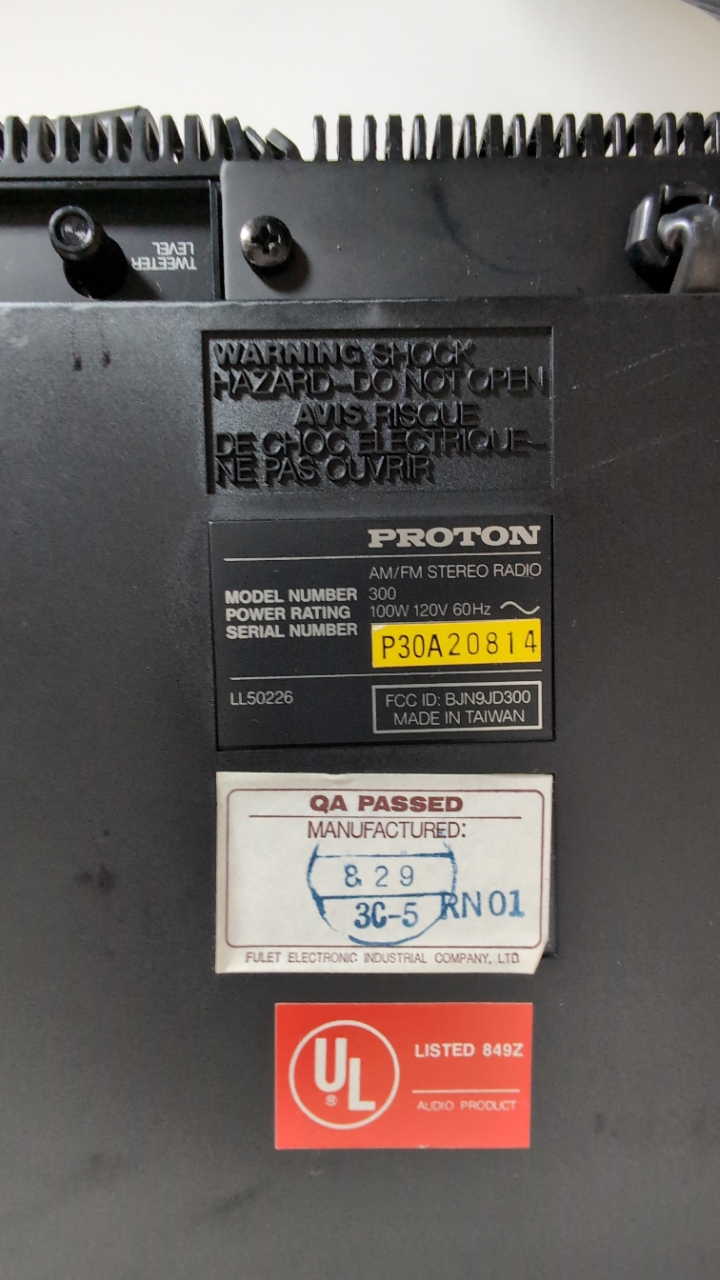 TWEETER
LEVEL
WARNING SHOCK
HAZARD-DO NOT OPEN
AVIS RISQUE
DE CHOC ELECTRIQUE-
NE PAS OUVRIR
PROTON
AM/FM STEREO RADIO
MODEL NUMBER 300
POWER RATING 100W 120V 60Hz
SERIAL NUMBER P30A20814
LL50226
FCC ID: BJN9JD300
MADE IN TAIWAN
QA PASSED
MANUFACTURED:
8. 29
3C-5 RN01
FULET ELECTRONIC INDUSTRIAL COMPANY, LTD.
UL ®
LISTED 849Z
AUDIO PRODUCT